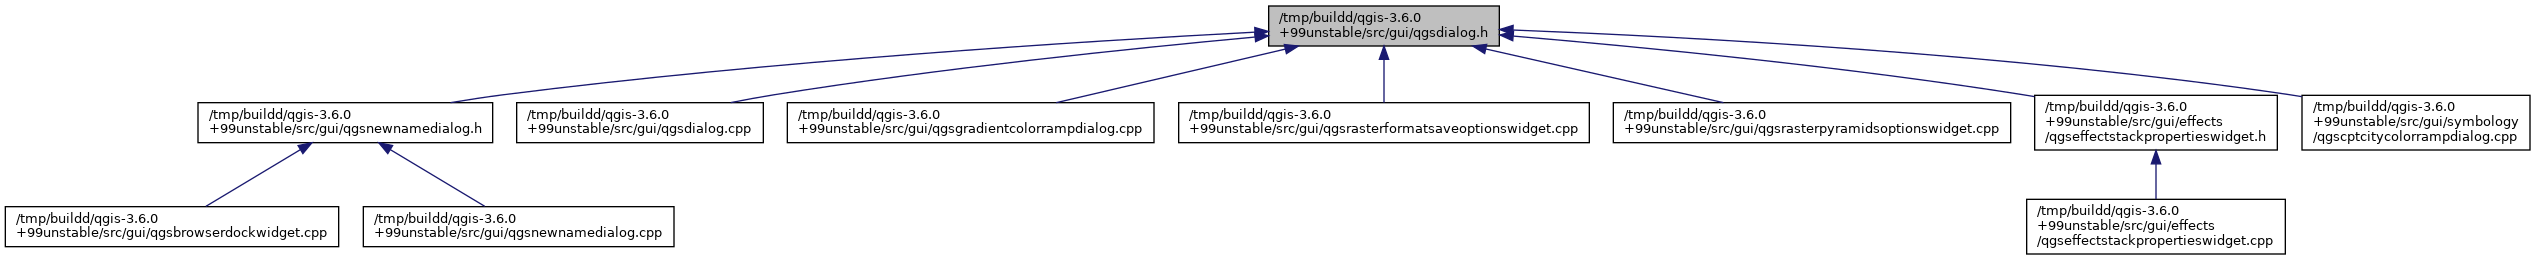 /tmp/buildd/qgis-3.6.0
+99unstable/src/gui/qgsdialog.h
/tmp/buildd/qgis-3.6.0
+99unstable/src/gui/qgsnewnamedialog.h
/tmp/buildd/qgis-3.6.0
+99unstable/src/gui/qgsdialog.cpp
/tmp/buildd/qgis-3.6.0
+99unstable/src/gui/qgsgradientcolorrampdialog.cpp
/tmp/buildd/qgis-3.6.0
+99unstable/src/gui/qgsrasterformatsaveoptionswidget.cpp
/tmp/buildd/qgis-3.6.0
+99unstable/src/gui/qgsrasterpyramidsoptionswidget.cpp
/tmp/buildd/qgis-3.6.0
+99unstable/src/gui/effects
/qgseffectstackpropertieswidget.h
/tmp/buildd/qgis-3.6.0
+99unstable/src/gui/symbology
/qgscptcitycolorrampdialog.cpp
/tmp/buildd/qgis-3.6.0
+99unstable/src/gui/qgsbrowserdockwidget.cpp
/tmp/buildd/qgis-3.6.0
+99unstable/src/gui/qgsnewnamedialog.cpp
/tmp/buildd/qgis-3.6.0
+99unstable/src/gui/effects
/qgseffectstackpropertieswidget.cpp